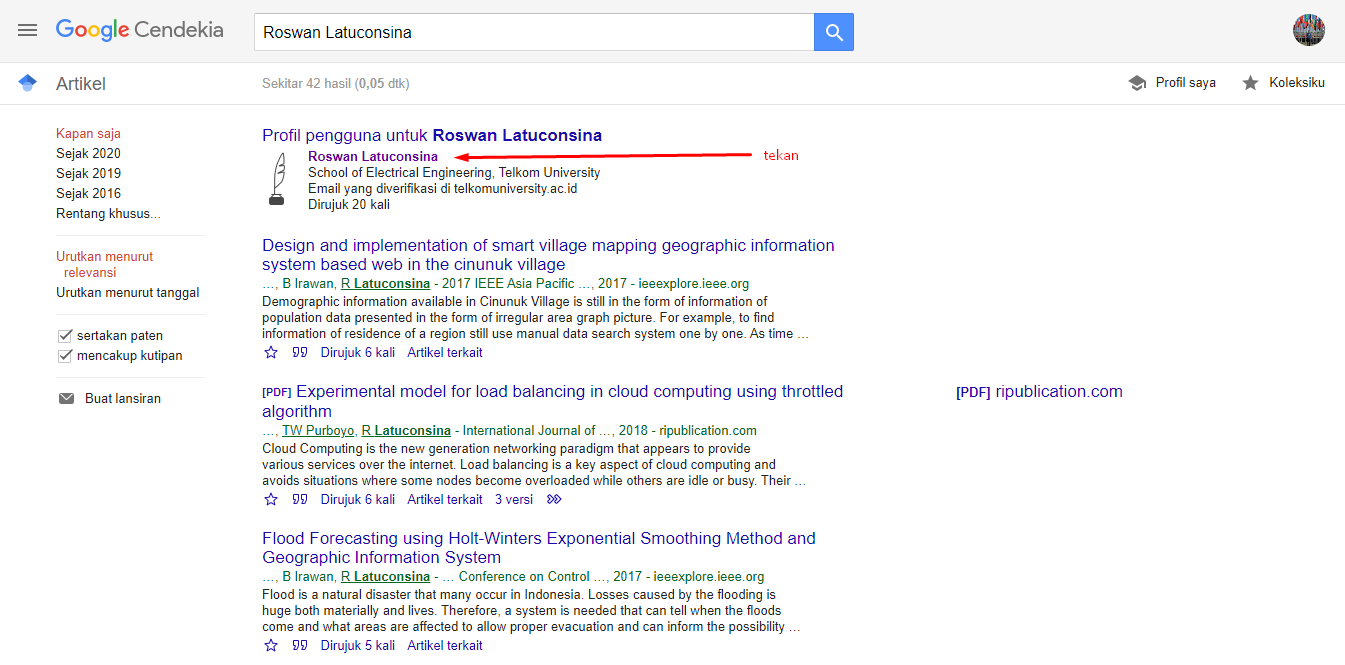 Google Cendekia
Roswan Latuconsina
Artikel
Sekitar 42 hasil (0,05 dtk)
Profil saya
Koleksiku
Kapan saja
Sejak 2020
Sejak 2019
Sejak 2016
Rentang khusus...
Urutkan menurut
relevansi
Urutkan menurut tanggal
sertakan paten
mencakup kutipan
Buat lansiran
Profil pengguna untuk Roswan Latuconsina
Roswan Latuconsina
tekan
School of Electrical Engineering, Telkom University
Email yang diverifikasi di telkomuniversity.ac.id
Dirujuk 20 kali
Design and implementation of smart village mapping geographic information
system based web in the cinunuk village
…, B Irawan, R Latuconsina - 2017 IEEE Asia Pacific …, 2017 - ieeexplore.ieee.org
Demographic information available in Cinunuk Village is still in the form of information of
population data presented in the form of irregular area graph picture. For example, to find
information of residence of a region still use manual data search system one by one. As time …
Dirujuk 6 kali Artikel terkait
[PDF] Experimental model for load balancing in cloud computing using throttled
algorithm
…, TW Purboyo, R Latuconsina - International Journal of …, 2018 - ripublication.com
Cloud Computing is the new generation networking paradigm that appears to provide
various services over the internet. Load balancing is a key aspect of cloud computing and
avoids situations where some nodes become overloaded while others are idle or busy. Their …
Dirujuk 6 kali Artikel terkait 3 versi
[PDF] ripublication.com
Flood Forecasting using Holt-Winters Exponential Smoothing Method and
Geographic Information System
…, B Irawan, R Latuconsina - … Conference on Control …, 2017 - ieeexplore.ieee.org
Flood is a natural disaster that many occur in Indonesia. Losses caused by the flooding is
huge both materially and lives. Therefore, a system is needed that can tell when the floods
come and what areas are affected to allow proper evacuation and can inform the possibility …
Dirujuk 5 kali Artikel terkait